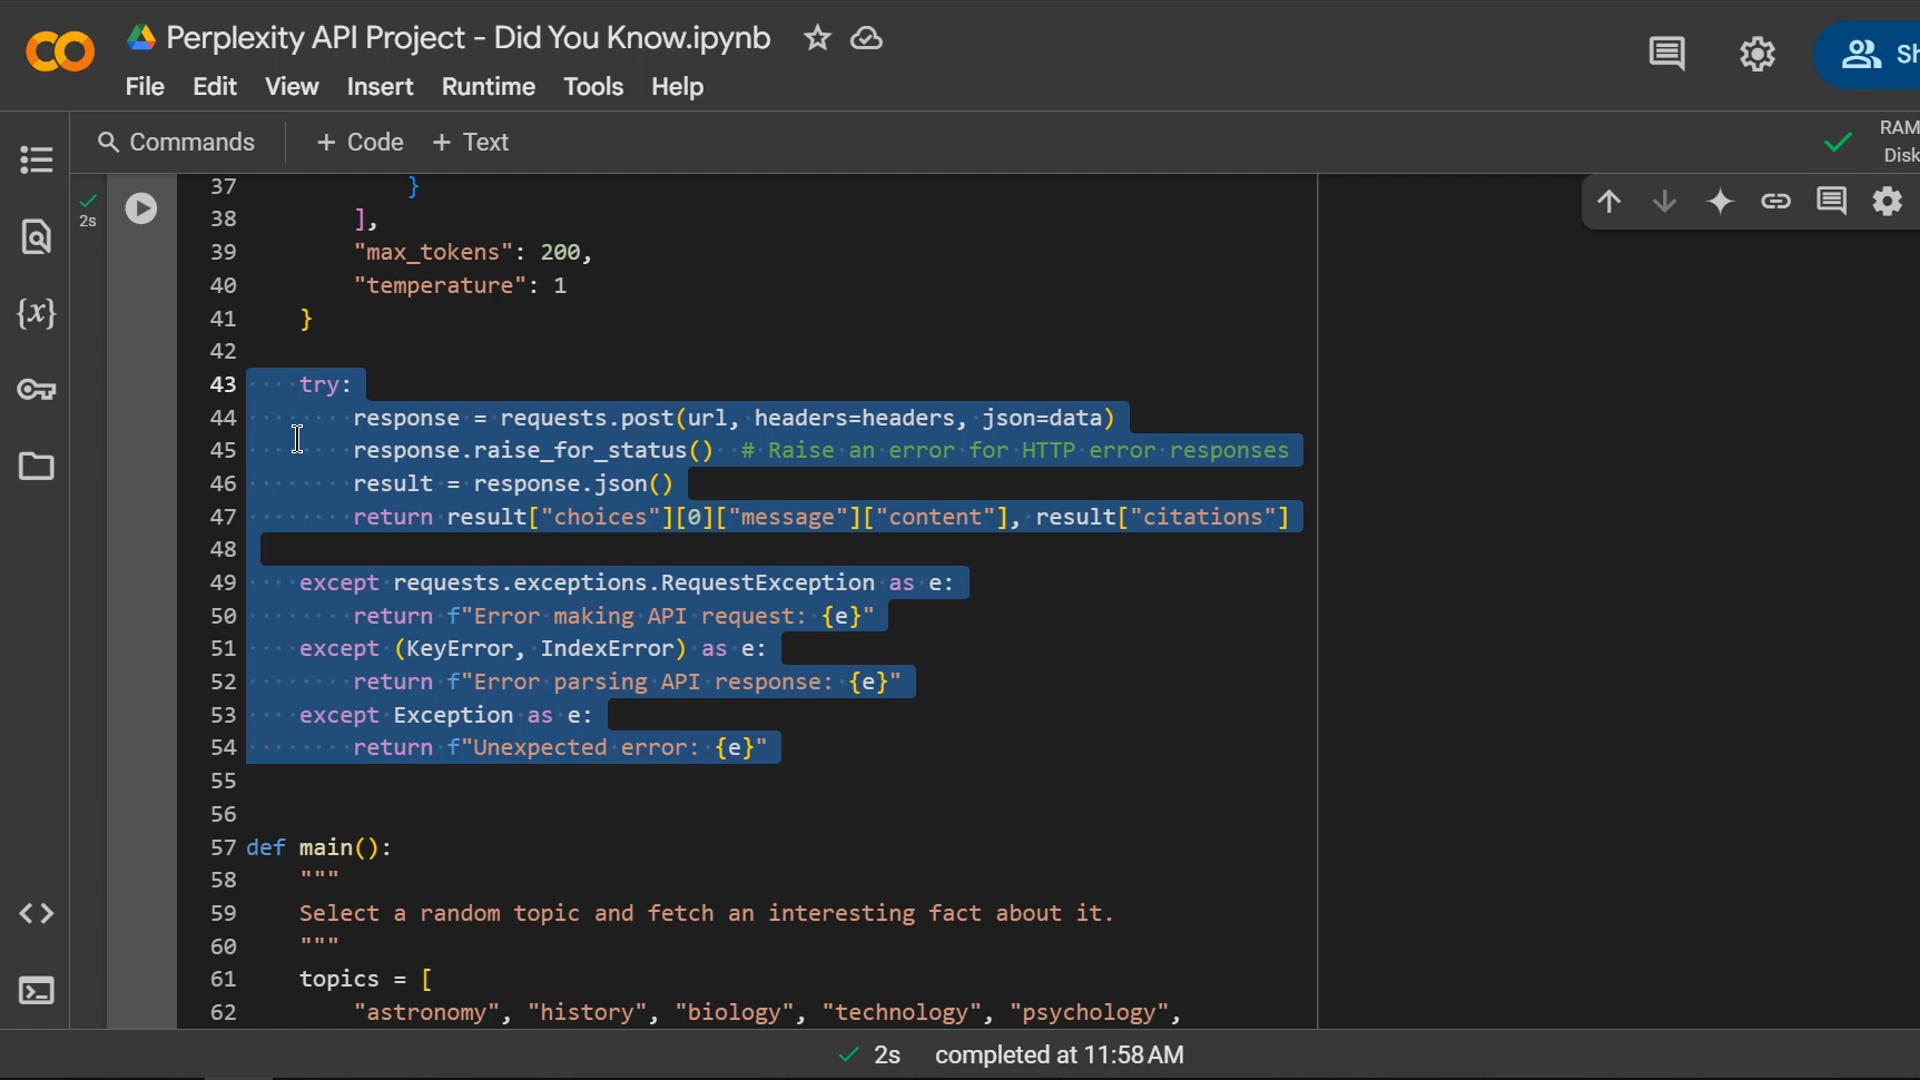 Perplexity API Project - Did You Know.ipynb
File Edit View Insert Runtime Tools Help
Sh
Commands + Code + Text
RAM
Disk
2s
37 }
38 ],
39 "max_tokens": 200,
40 "temperature": 1
41 }
42
43 try:
44 response = requests.post(url, headers=headers, json=data)
45 response.raise_for_status() # Raise an error for HTTP error responses
46 result = response.json()
47 return result["choices"][0]["message"]["content"], result["citations"]
48
49 except requests.exceptions.RequestException as e:
50 return f"Error making API request: {e}"
51 except (KeyError, IndexError) as e:
52 return f"Error parsing API response: {e}"
53 except Exception as e:
54 return f"Unexpected error: {e}"
55
56
57 def main():
58 """
59 Select a random topic and fetch an interesting fact about it.
60 """
61 topics = [
62 "astronomy", "history", "biology", "technology", "psychology",
2s completed at 11:58 AM